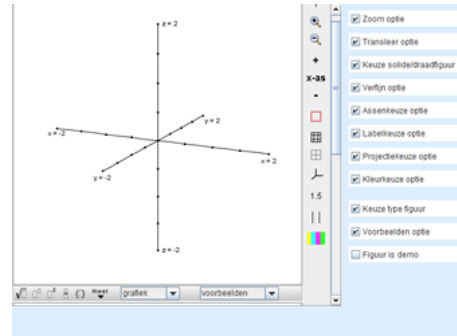 z = 2
y = 2
x = -2
x = 2
y = -2
z = -2
+
x-as
-
1.5
meer
grafiek
voorbeelden
Zoom optie
Transleer optie
Keuze solide/draadfiguur
Verfijn optie
Assenkeuze optie
Labelkeuze optie
Projectiekeuze optie
Kleurkeuze optie
Keuze type figuur
Voorbeelden optie
Figuur is demo